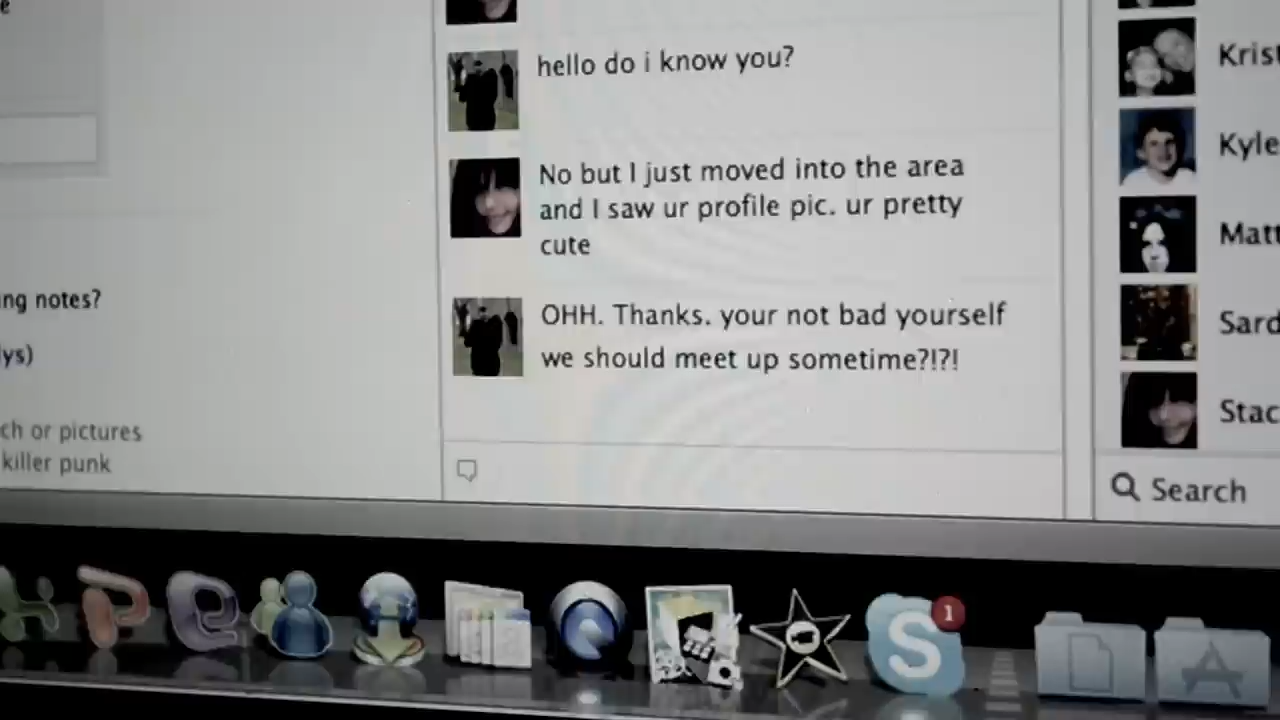 hello do i know you?
No but I just moved into the area
and I saw ur profile pic. ur pretty
cute
OHH. Thanks. your not bad yourself
we should meet up sometime?!?!
ng notes?
ys)
ch or pictures
killer punk
Krist
Kyle
Matt
Sard
Stac
Search
S
1